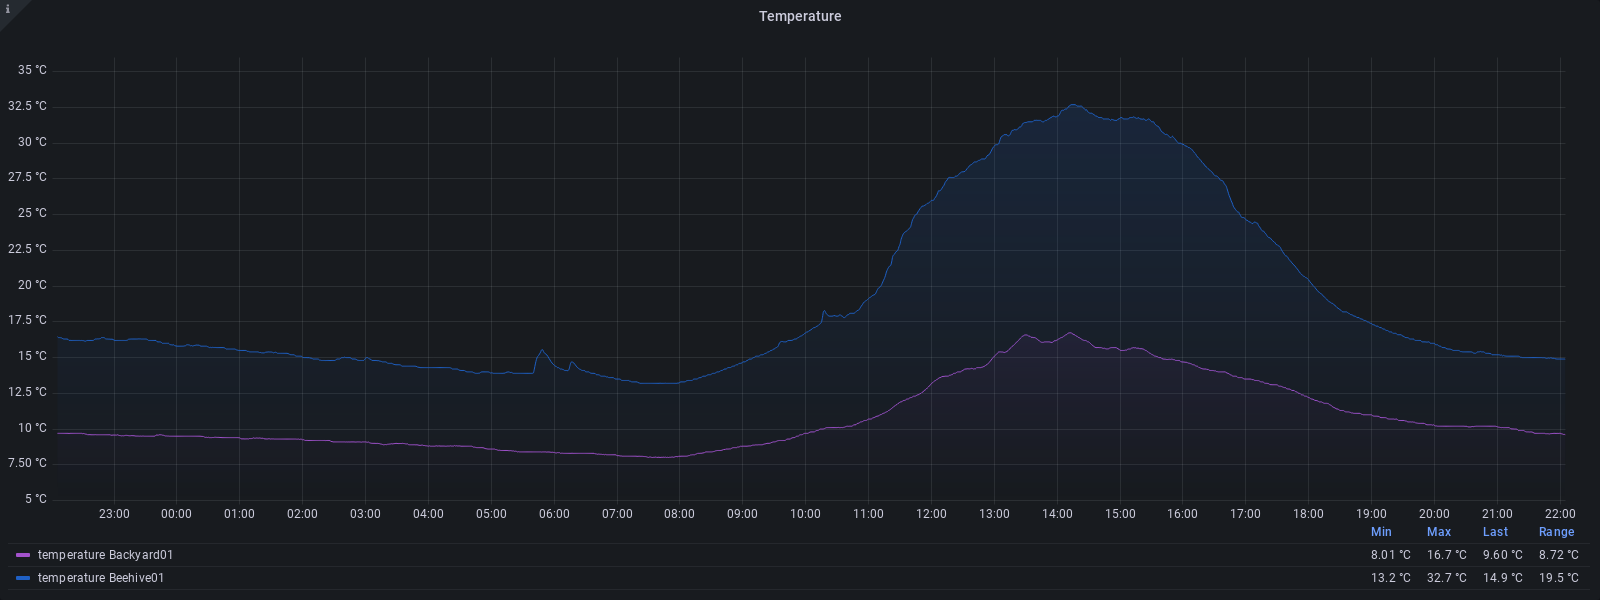 i
Temperature
35 °C
32.5 °C
30 °C
27.5 °C
25 °C
22.5 °C
20 °C
17.5 °C
15 °C
12.5 °C
10 °C
7.50 °C
5 °C
23:00 00:00 01:00 02:00 03:00 04:00 05:00 06:00 07:00 08:00 09:00 10:00 11:00 12:00 13:00 14:00 15:00 16:00 17:00 18:00 19:00 20:00 21:00 22:00
Min Max Last Range
temperature Backyard01 8.01 °C 16.7 °C 9.60 °C 8.72 °C
temperature Beehive01 13.2 °C 32.7 °C 14.9 °C 19.5 °C